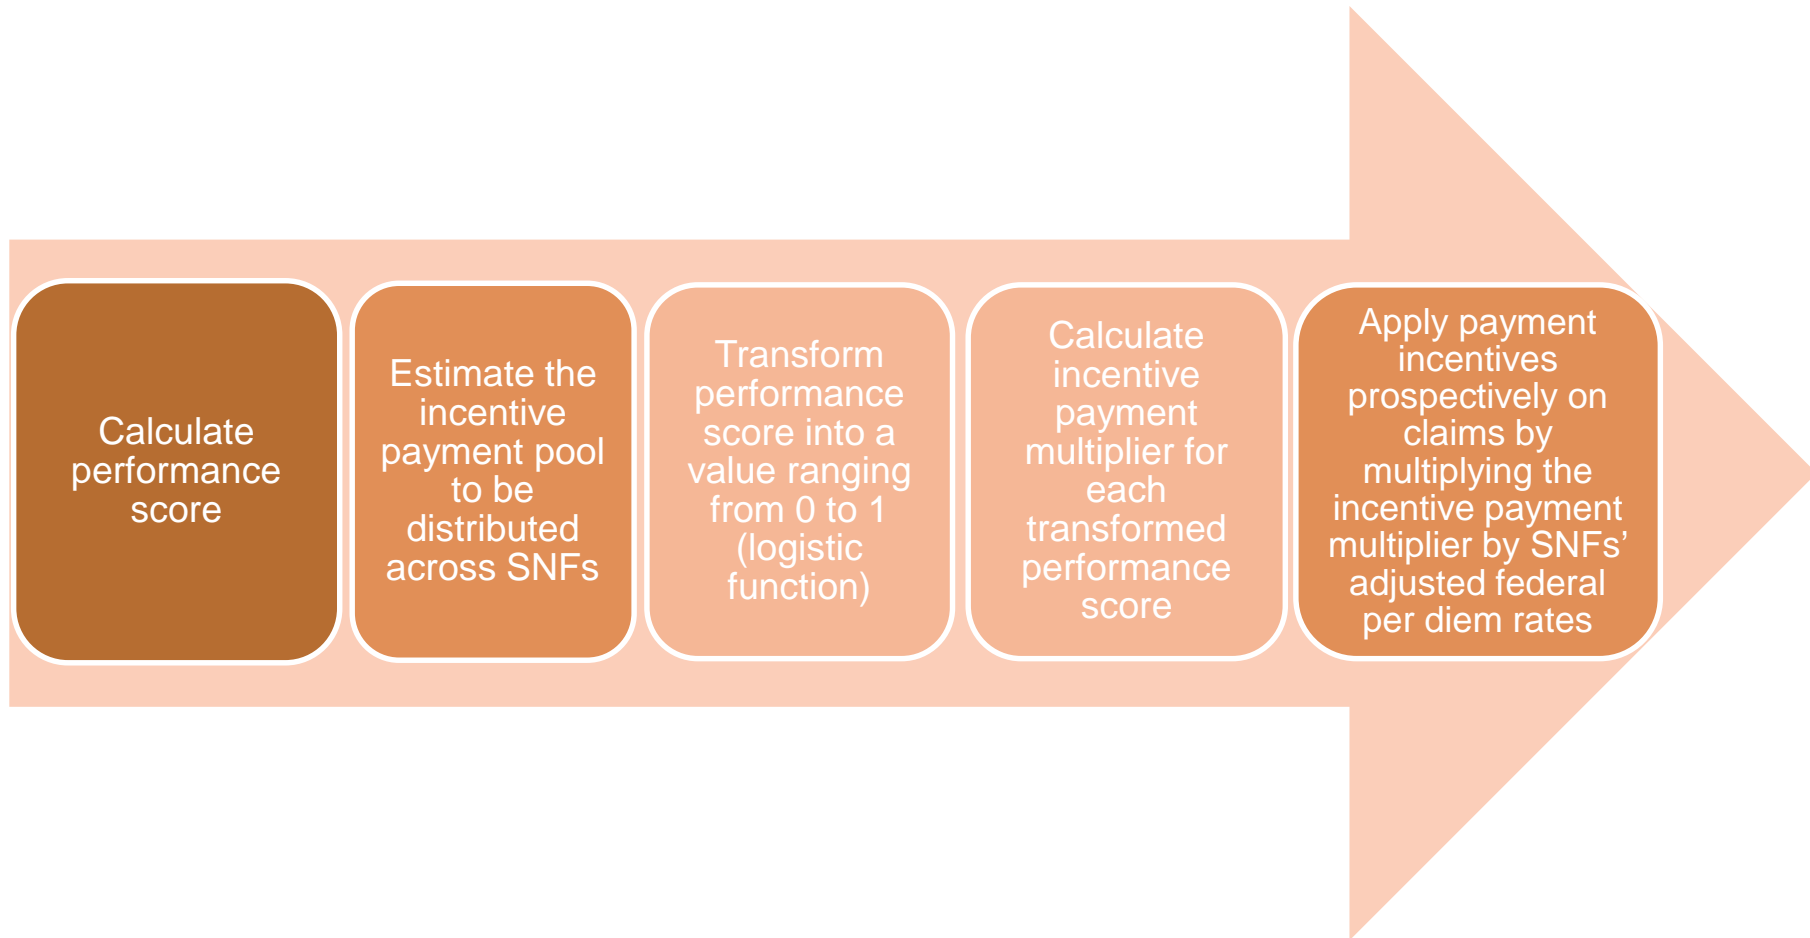 Calculate
performance
score
Estimate the
incentive
payment pool
to be
distributed
across SNFs
Transform
performance
score into a
value ranging
from 0 to 1
(logistic
function)
Calculate
incentive
payment
multiplier for
each
transformed
performance
score
Apply payment
incentives
prospectively on
claims by
multiplying the
incentive payment
multiplier by SNFs’
adjusted federal
per diem rates